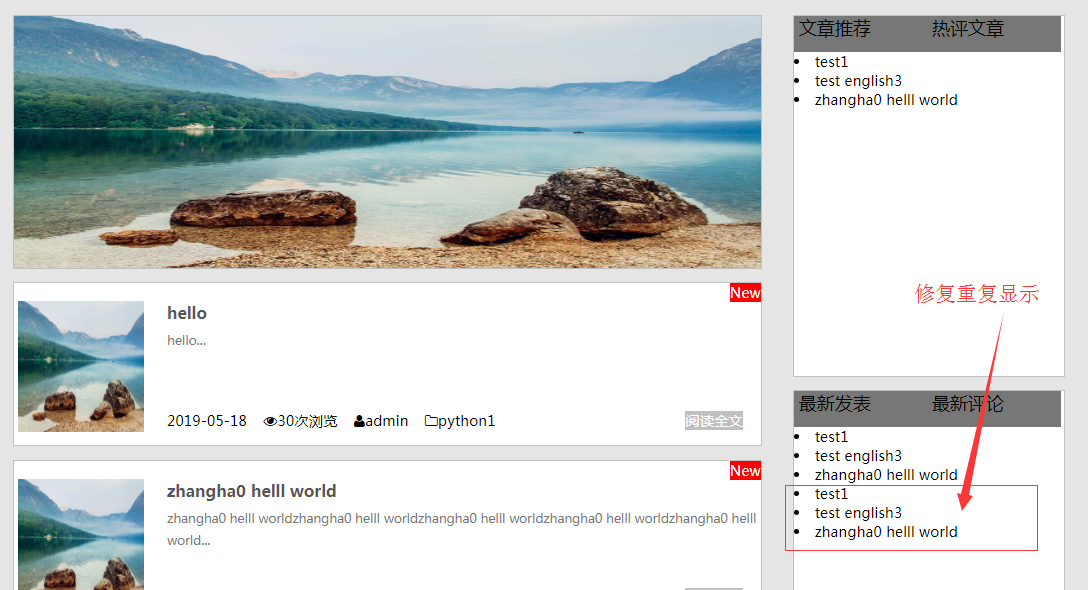 文章推荐 热评文章
test1
test english3
zhangha0 helll world
New
hello
hello...
2019-05-18 30次浏览 admin python1 阅读全文
修复重复显示
最新发表 最新评论
test1
test english3
zhangha0 helll world
test1
test english3
zhangha0 helll world
New
zhangha0 helll world
zhangha0 helll worldzhangha0 helll worldzhangha0 helll worldzhangha0 helll worldzhangha0 helll
world...